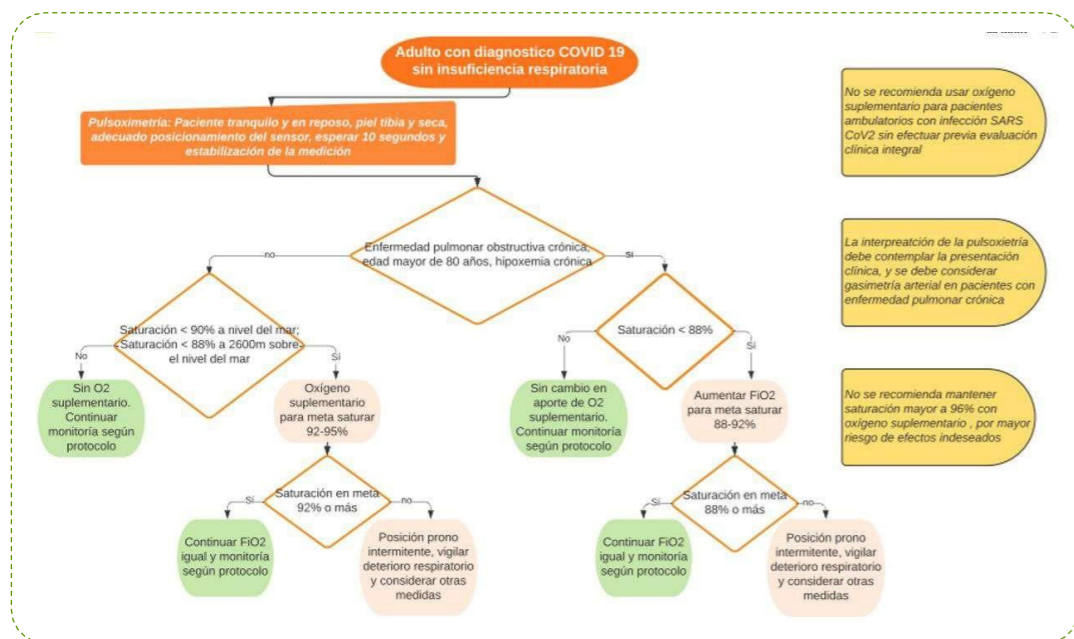 Adulto con diagnostico COVID 19
sin insuficiencia respiratoria
Pulsoximetría: Paciente tranquilo y en reposo, piel tibia y seca,
adecuado posicionamiento del sensor, esperar 10 segundos y
estabilización de la medición
No se recomienda usar oxígeno
suplementario para pacientes
ambulatorios con infección SARS
CoV2 sin efectuar previa evaluación
clínica integral
Enfermedad pulmonar obstructiva crónica,
edad mayor de 80 años, hipoxemia crónica
no
si
La interpreatción de la pulsoxietría
debe contemplar la presentación
clínica, y se debe considerar
gasimetría arterial en pacientes con
enfermedad pulmonar crónica
Saturación < 90% a nivel del mar;
Saturación < 88% a 2600m sobre
el nivel del mar
No
Sí
Saturación < 88%
No
Si
Sin O2
suplementario.
Continuar
monitoría según
protocolo
Oxígeno
suplementario
para meta saturar
92-95%
Sin cambio en
aporte de O2
suplementario.
Continuar monitoría
según protocolo
Aumentar FiO2
para meta saturar
88-92%
No se recomienda mantener
saturación mayor a 96% con
oxígeno suplementario , por mayor
riesgo de efectos indeseados
Saturación en meta
92% o más
Sí
no
Saturación en meta
88% o más
Sí
no
Continuar FiO2
igual y monitoría
según protocolo
Posición prono
intermitente, vigilar
deterioro respiratorio
y considerar otras
medidas
Continuar FiO2
igual y monitoría
según protocolo
Posición prono
intermitente, vigilar
deterioro respiratorio
y considerar otras
medidas